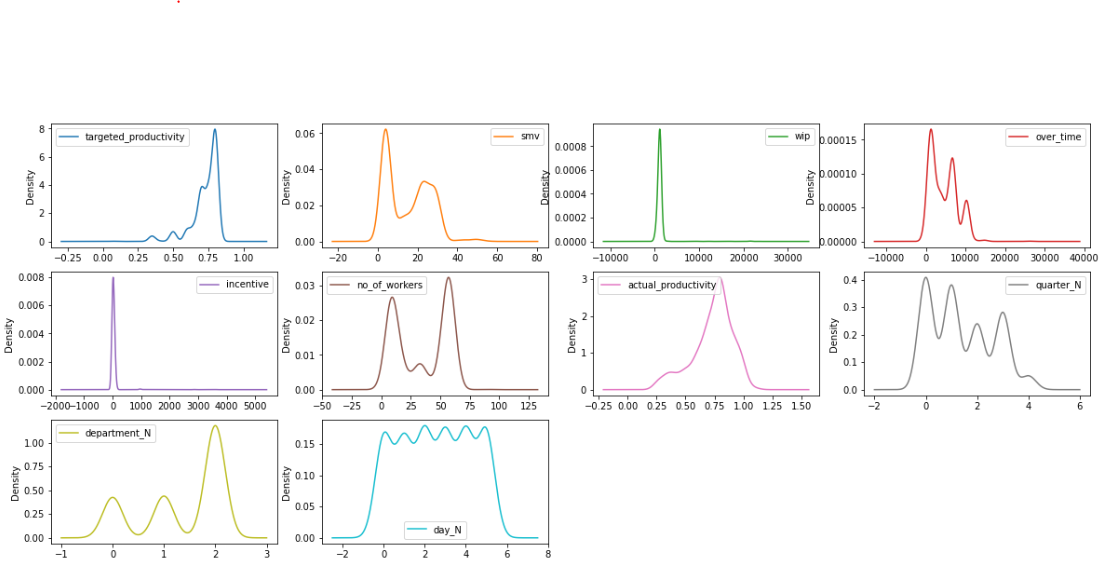 targeted_productivity
Density
8
6
4
2
0
−0.25 0.00 0.25 0.50 0.75 1.00
smv
Density
0.06
0.04
0.02
0.00
−20 0 20 40 60 80
wip
Density
0.0008
0.0006
0.0004
0.0002
0.0000
−10000 0 10000 20000 30000
over_time
Density
0.00015
0.00010
0.00005
0.00000
−10000 0 10000 20000 30000 40000
incentive
Density
0.008
0.006
0.004
0.002
0.000
−2000 −1000 0 1000 2000 3000 4000 5000
no_of_workers
Density
0.03
0.02
0.01
0.00
−50 −25 0 25 50 75 100 125
actual_productivity
Density
3
2
1
0
−0.25 0.00 0.25 0.50 0.75 1.00 1.25 1.50
quarter_N
Density
0.4
0.3
0.2
0.1
0.0
−2 0 2 4 6
department_N
Density
1.00
0.75
0.50
0.25
0.00
−1 0 1 2 3
day_N
Density
0.15
0.10
0.05
0.00
−2 0 2 4 6 8